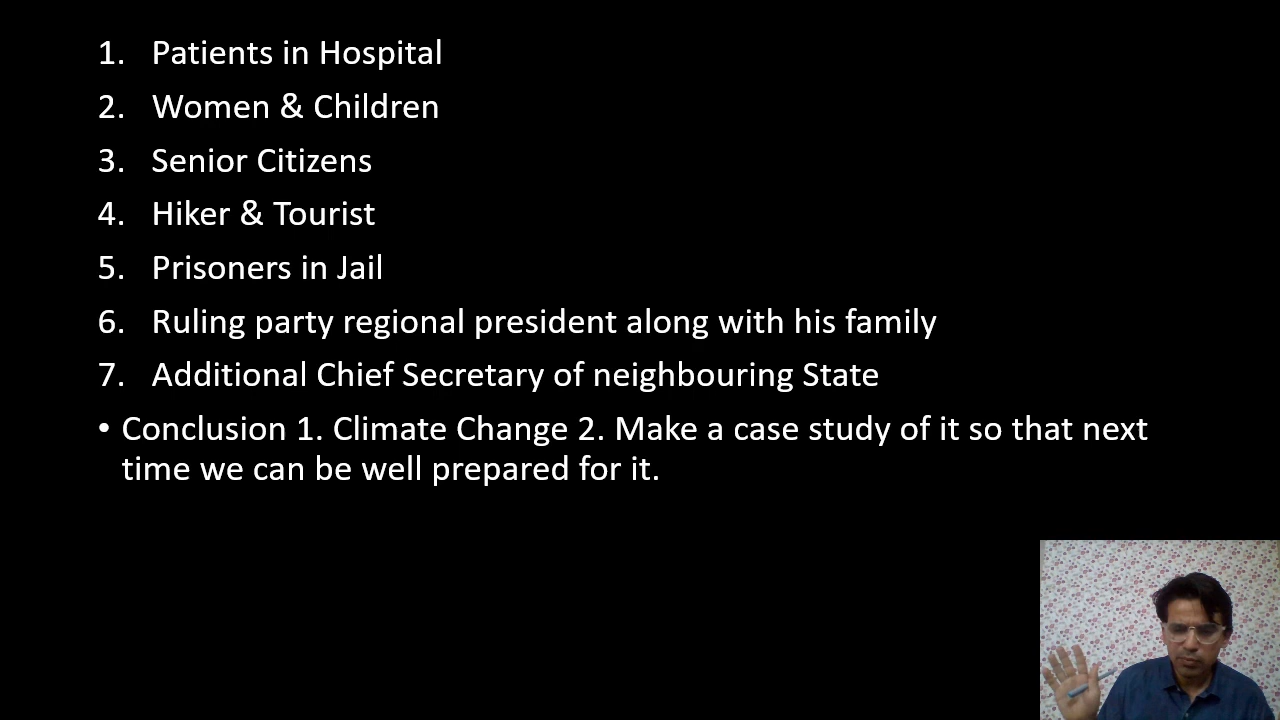 1. Patients in Hospital
2. Women & Children
3. Senior Citizens
4. Hiker & Tourist
5. Prisoners in Jail
6. Ruling party regional president along with his family
7. Additional Chief Secretary of neighbouring State
• Conclusion 1. Climate Change 2. Make a case study of it so that next
time we can be well prepared for it.